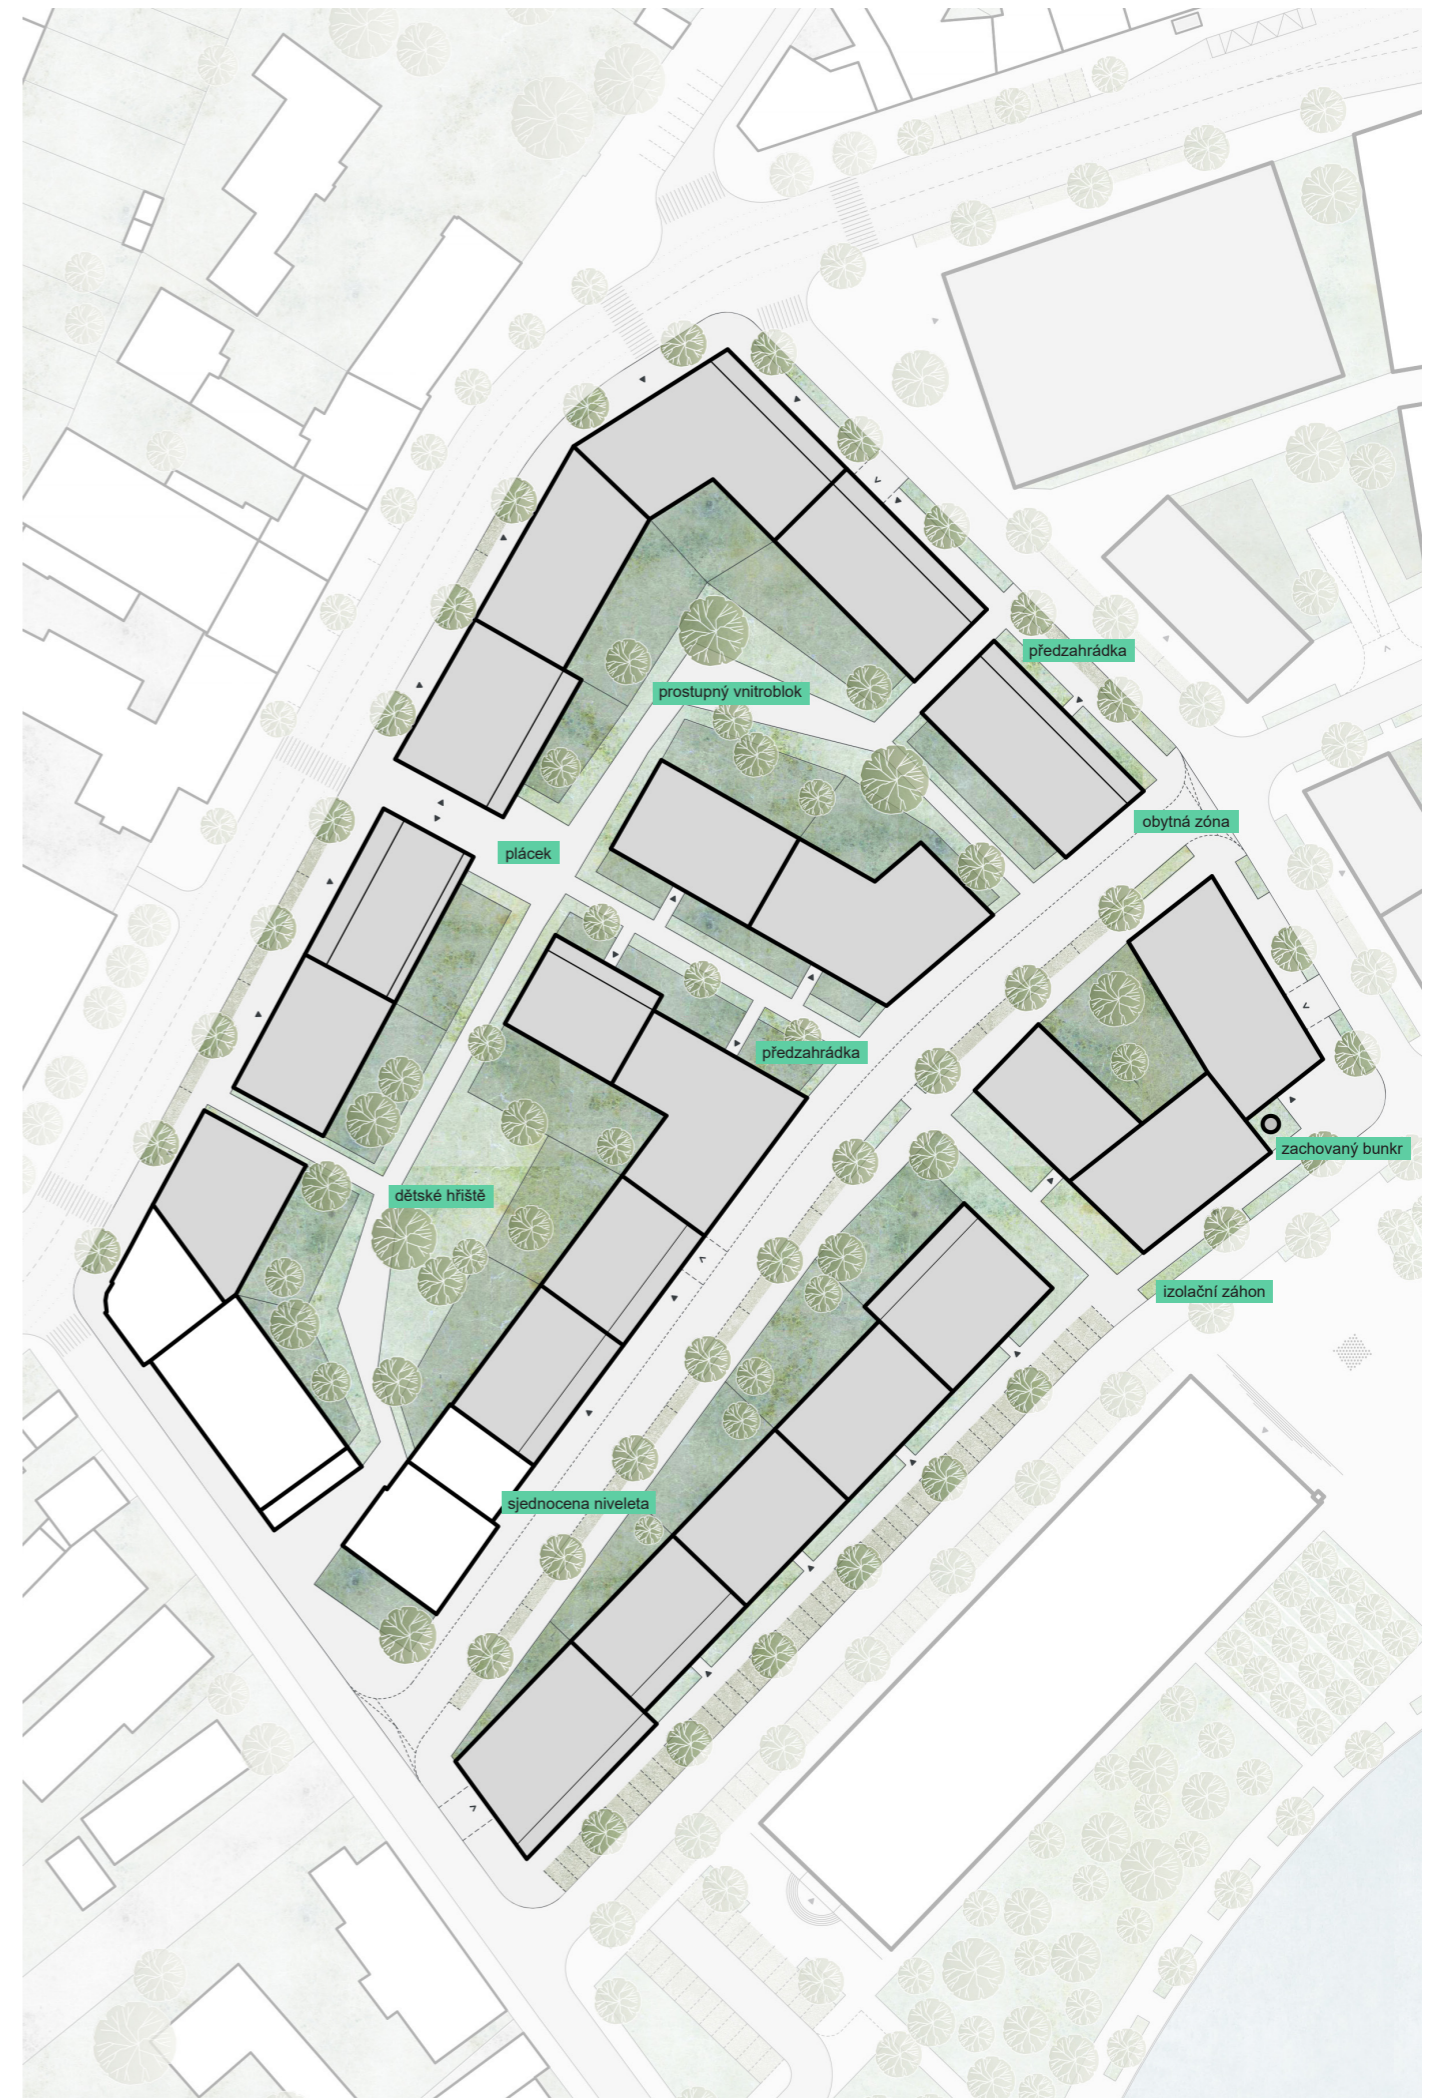 předzahrádka
prostupný vnitroblok
obytná zóna
plácek
předzahrádka
zachovaný bunkr
dětské hřiště
izolační záhon
sjednocena niveleta